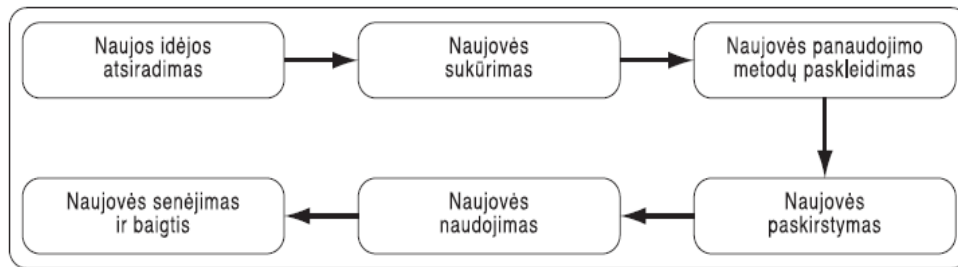 Naujos idėjos
atsiradimas
Naujovės
sukūrimas
Naujovės panaudojimo
metodų paskleidimas
Naujovės
paskirstymas
Naujovės
naudojimas
Naujovės senėjimas
ir baigtis